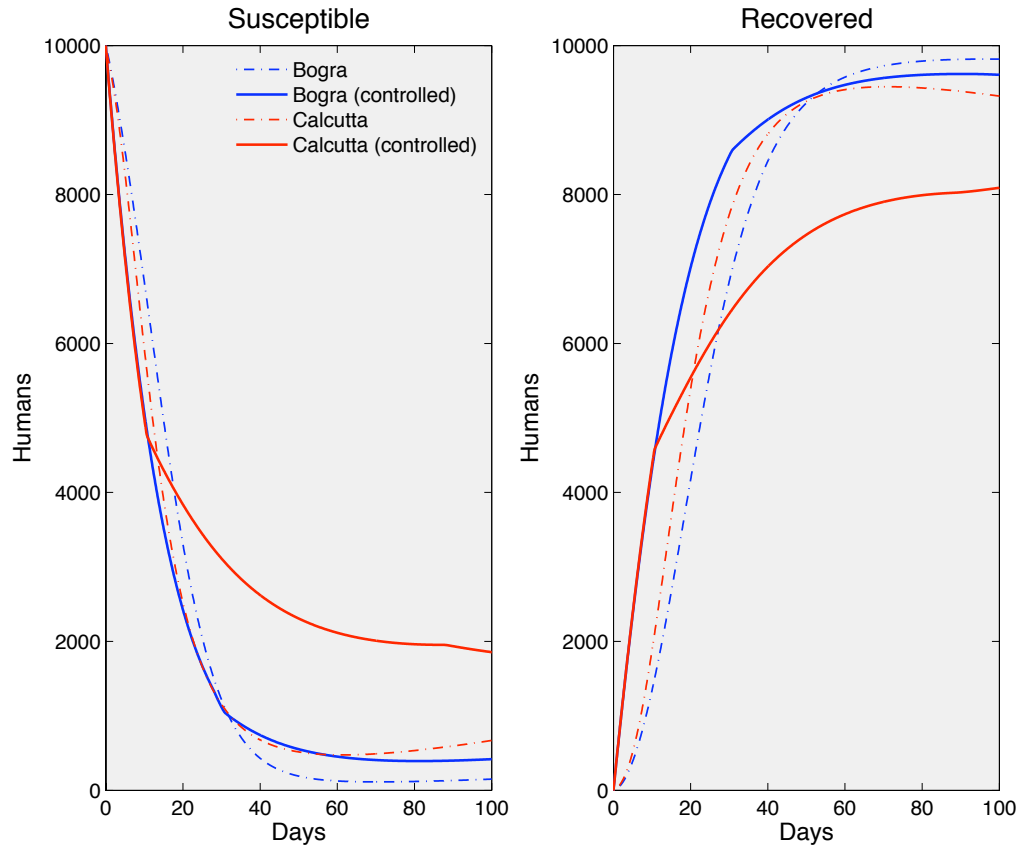 Susceptible
Recovered
Humans
10000
8000
6000
4000
2000
0
Bogra
Bogra (controlled)
Calcutta
Calcutta (controlled)
0 20 40 60 80 100
Days
Humans
10000
8000
6000
4000
2000
0
0 20 40 60 80 100
Days